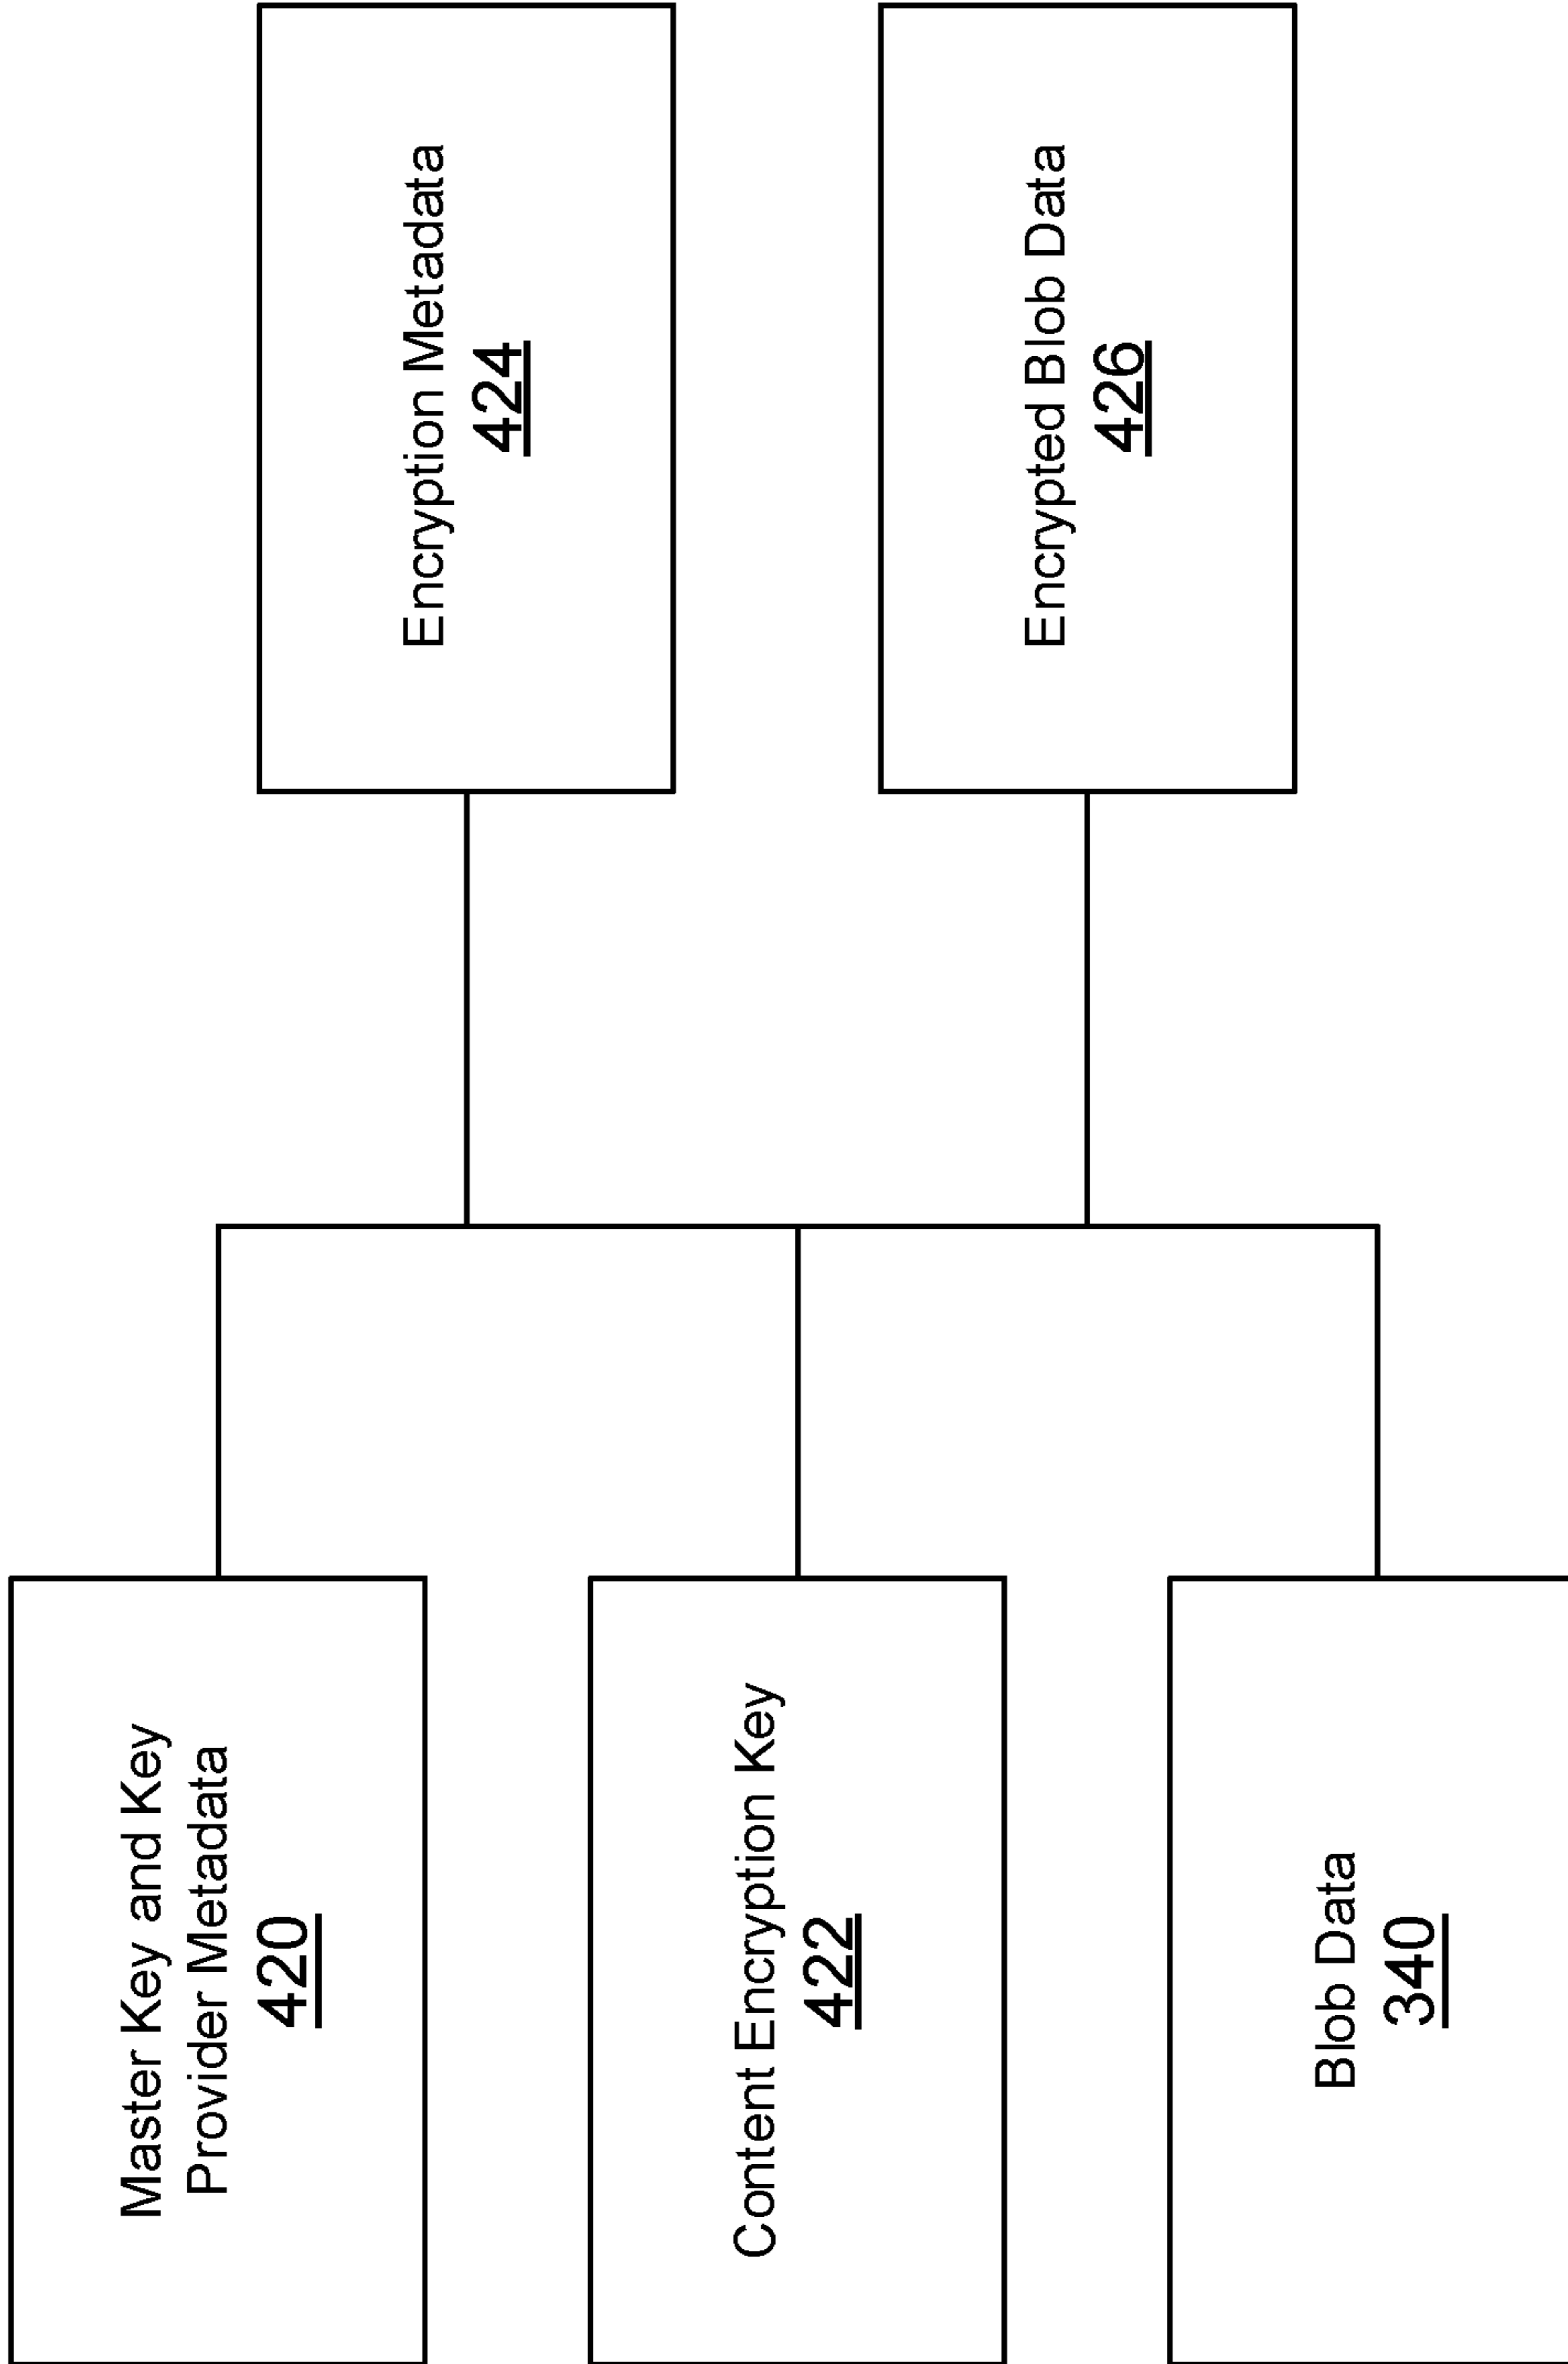 Master Key and Key
Provider Metadata
420
Content Encryption Key
422
Blob Data
340
Encryption Metadata
424
Encrypted Blob Data
426